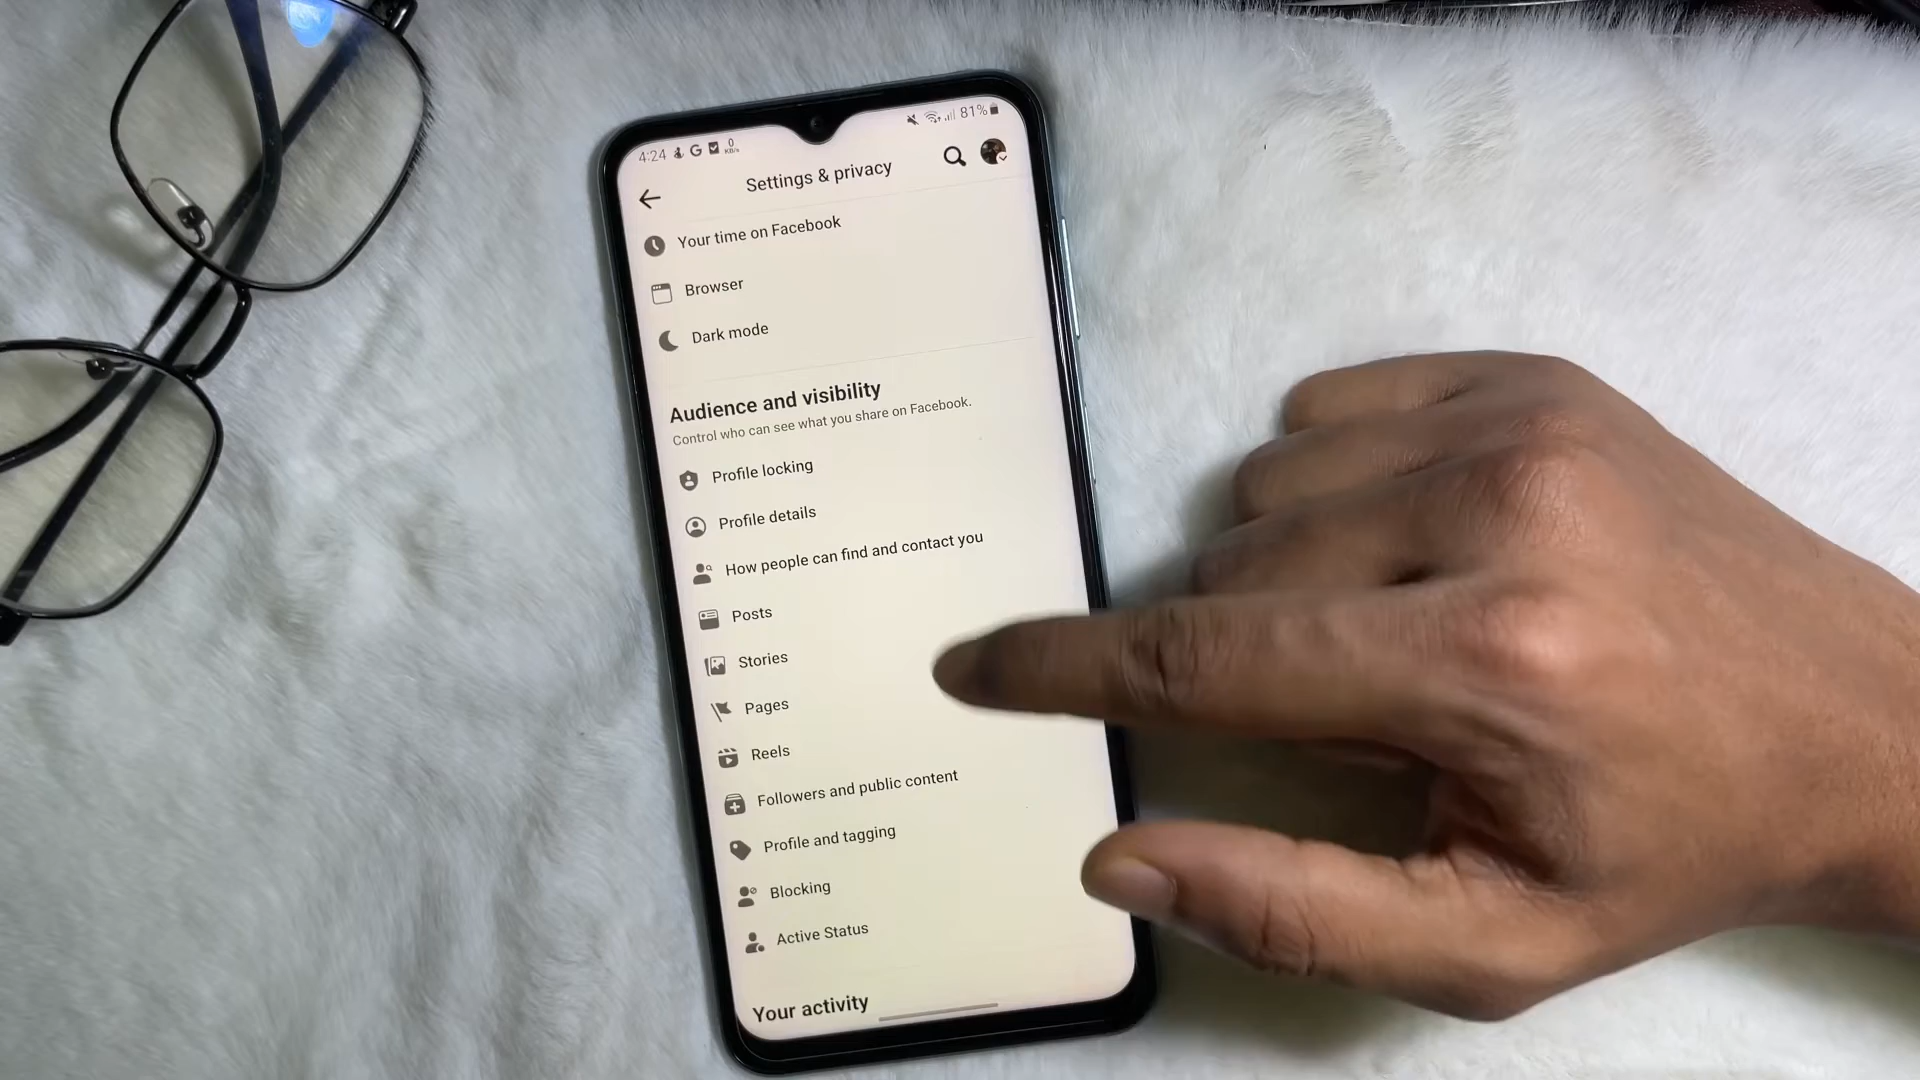 4:24 G 0 KB/s 81%
Settings & privacy
Your time on Facebook
Browser
Dark mode
Audience and visibility
Control who can see what you share on Facebook.
Profile locking
Profile details
How people can find and contact you
Posts
Stories
Pages
Reels
Followers and public content
Profile and tagging
Blocking
Active Status
Your activity